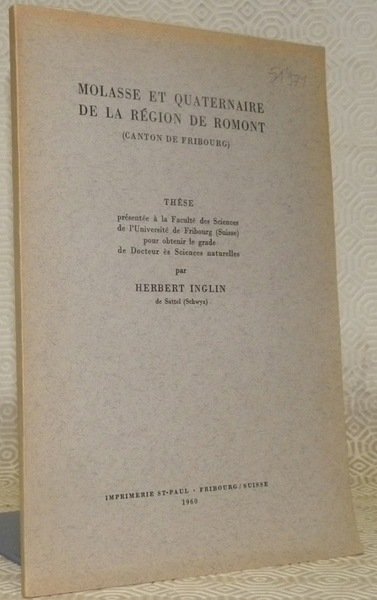 MOLASSE ET QUATERNAIRE
DE LA RÉGION DE ROMONT
(CANTON DE FRIBOURG)
THÈSE
présentée à la Faculté des Sciences
de l'Université de Fribourg (Suisse)
pour obtenir le grade
de Docteur ès Sciences naturelles
par
HERBERT INGLIN
de Sattel (Schwyz)
IMPRIMERIE ST-PAUL · FRIBOURG/SUISSE
1960